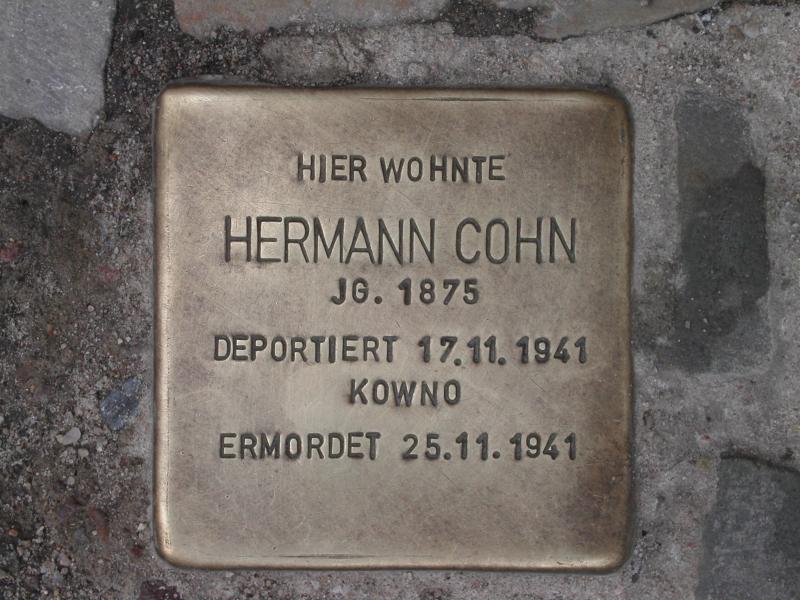 HIER WOHNTE
HERMANN COHN
JG. 1875
DEPORTIERT 17.11.1941
KOWNO
ERMORDET 25.11.1941